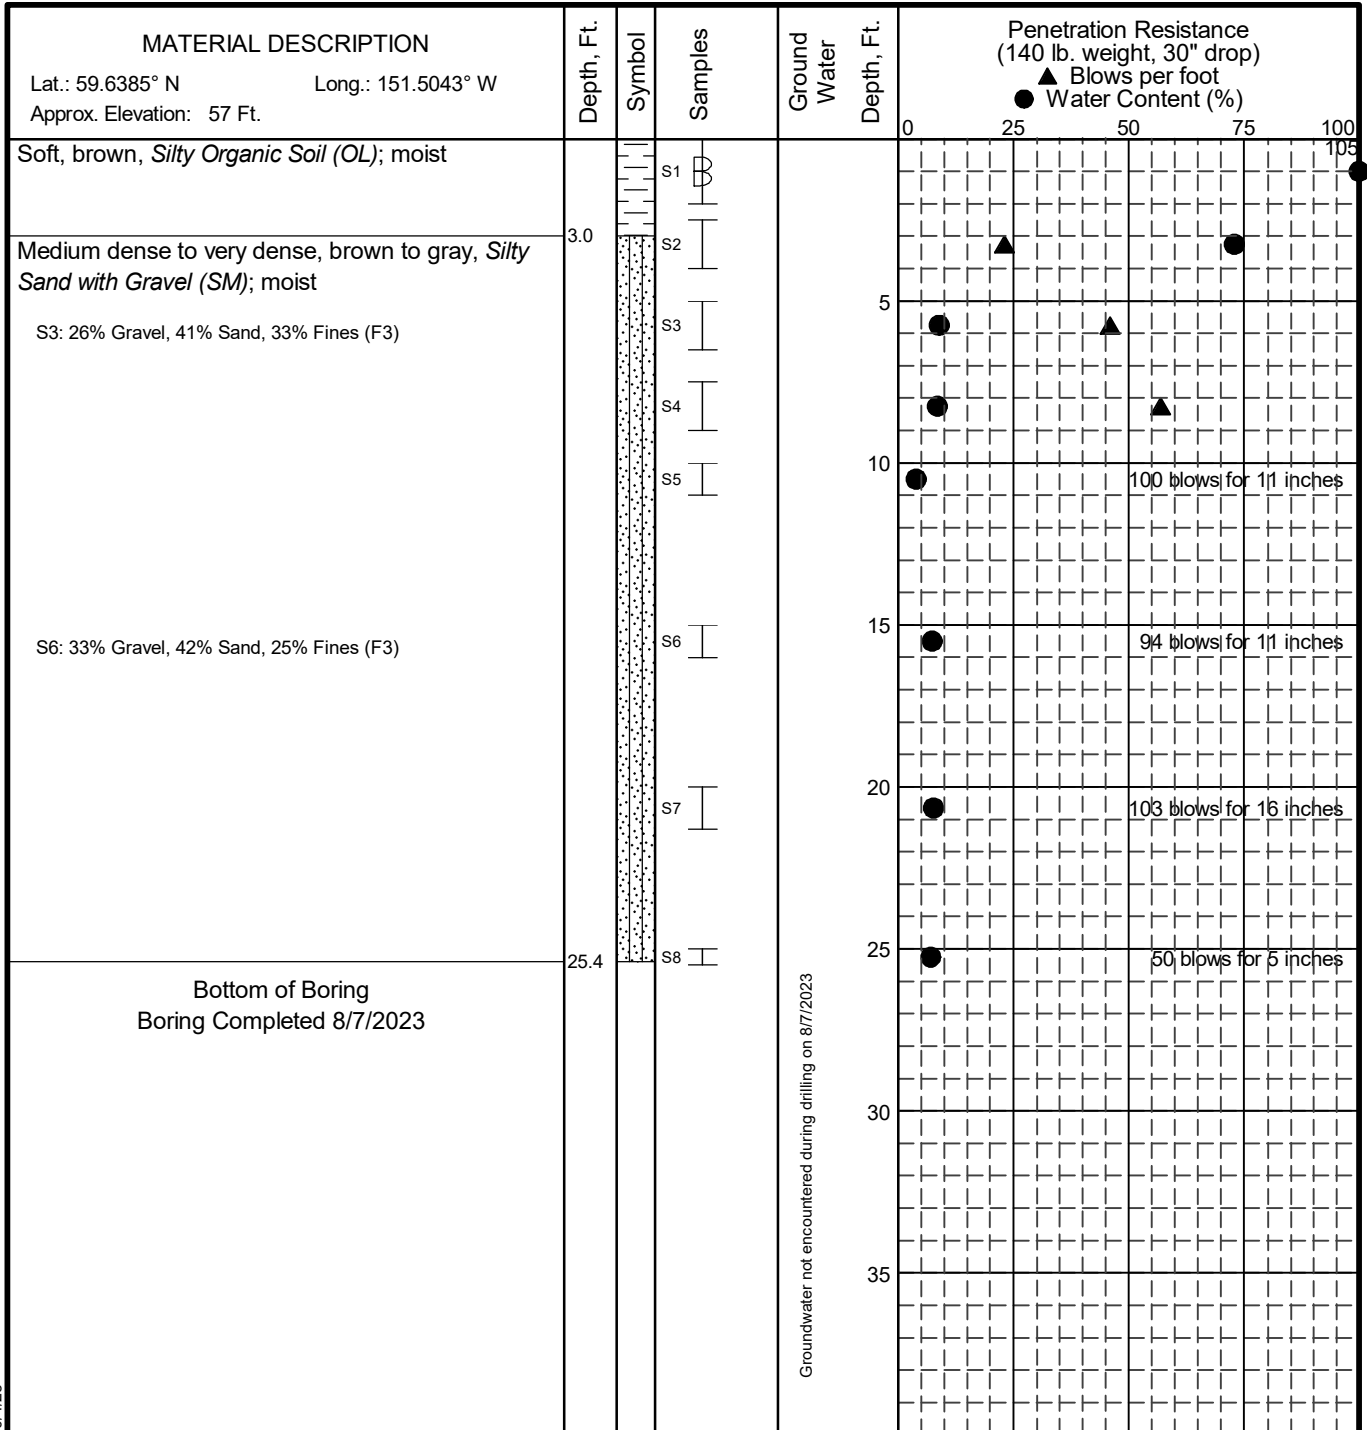 MATERIAL DESCRIPTION
Lat.: 59.6385° N Long.: 151.5043° W
Approx. Elevation: 57 Ft.
Depth, Ft.
Symbol
Samples
Ground
Water
Depth, Ft.
Penetration Resistance
(140 lb. weight, 30" drop)
▲ Blows per foot
● Water Content (%)
0 25 50 75 100
105
Soft, brown, Silty Organic Soil (OL); moist
S1
3.0
Medium dense to very dense, brown to gray, Silty
Sand with Gravel (SM); moist
S2
5
S3: 26% Gravel, 41% Sand, 33% Fines (F3)
S3
S4
10
S5
100 blows for 11 inches
15
S6: 33% Gravel, 42% Sand, 25% Fines (F3)
S6
94 blows for 11 inches
20
S7
103 blows for 16 inches
25
25.4
S8
50 blows for 5 inches
Bottom of Boring
Boring Completed 8/7/2023
Groundwater not encountered during drilling on 8/7/2023
30
35